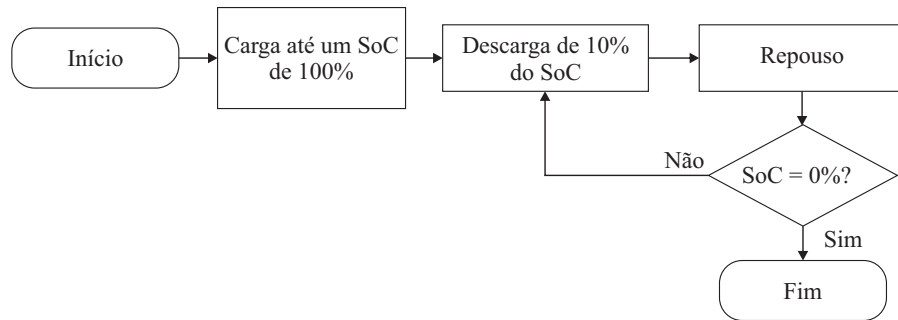 Início
Carga até um SoC
de 100%
Descarga de 10%
do SoC
Repouso
Não
SoC = 0%?
Sim
Fim